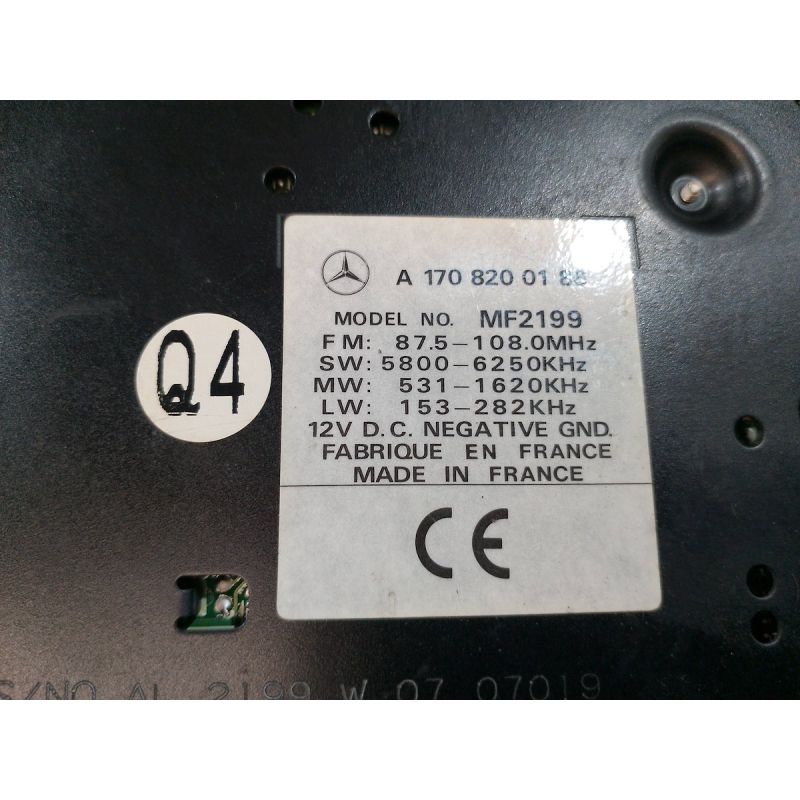 A 170 820 01 86
MODEL NO. MF2199
FM: 87.5-108.0MHz
SW: 5800-6250KHz
MW: 531-1620KHz
LW: 153-282KHz
12V D.C. NEGATIVE GND.
FABRIQUE EN FRANCE
MADE IN FRANCE
CE
Q4
S/NO AL 2199 W 07 07019